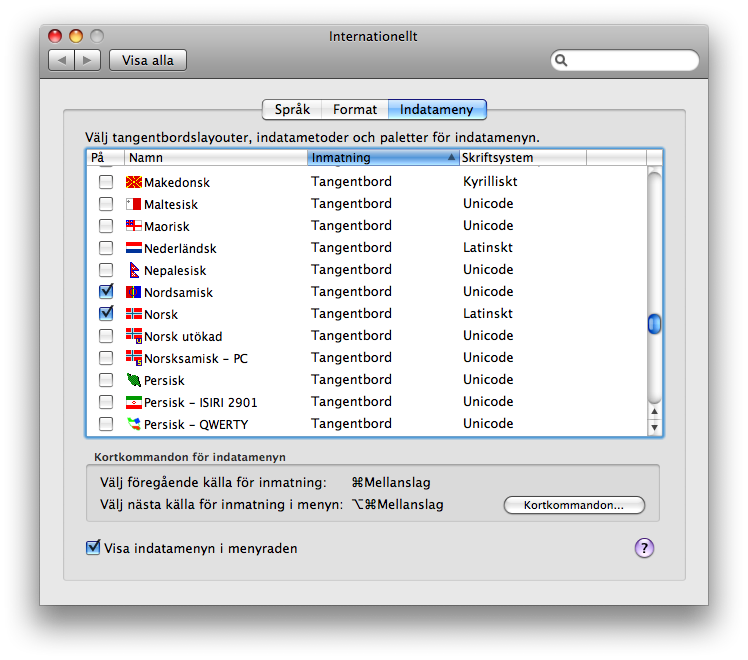 Internationellt
Visa alla
Språk Format Indatameny
Välj tangentbordslayouter, indatametoder och paletter för indatamenyn.
På Namn Inmatning Skriftsystem
Makedonsk Tangentbord Kyrilliskt
Maltesisk Tangentbord Unicode
Maorisk Tangentbord Unicode
Nederländsk Tangentbord Latinskt
Nepalesisk Tangentbord Unicode
Nordsamisk Tangentbord Unicode
Norsk Tangentbord Latinskt
Norsk utökad Tangentbord Unicode
Norsksamisk - PC Tangentbord Unicode
Persisk Tangentbord Unicode
Persisk - ISIRI 2901 Tangentbord Unicode
Persisk - QWERTY Tangentbord Unicode
Kortkommandon för indatamenyn
Välj föregående källa för inmatning: ⌘Mellanslag
Välj nästa källa för inmatning i menyn: ⌥⌘Mellanslag
Kortkommandon...
Visa indatamenyn i menyraden ?